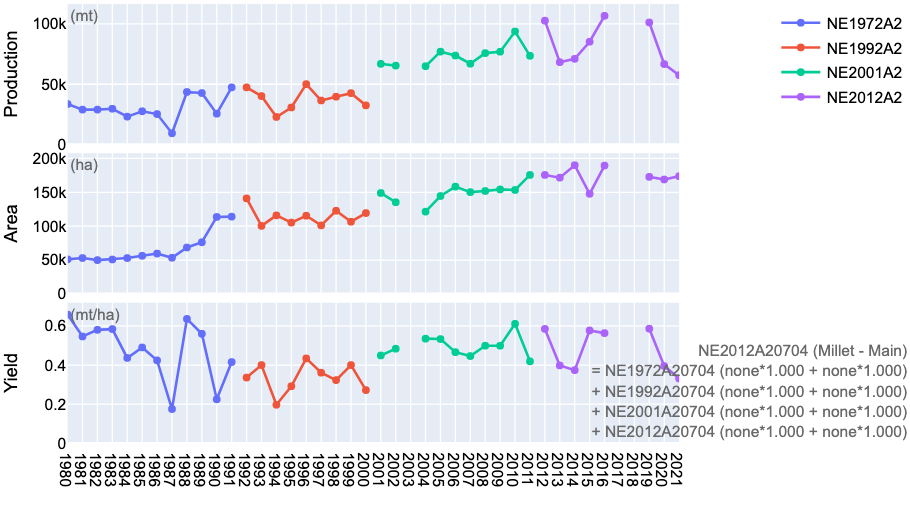 Production
(mt)
100k
50k
0
NE1972A2
NE1992A2
NE2001A2
NE2012A2
Area
(ha)
200k
150k
100k
50k
0
Yield
(mt/ha)
0.6
0.4
0.2
0
NE2012A20704 (Millet - Main)
= NE1972A20704 (none*1.000 + none*1.000)
+ NE1992A20704 (none*1.000 + none*1.000)
+ NE2001A20704 (none*1.000 + none*1.000)
+ NE2012A20704 (none*1.000 + none*1.000)
1980 1981 1982 1983 1984 1985 1986 1987 1988 1989 1990 1991 1992 1993 1994 1995 1996 1997 1998 1999 2000 2001 2002 2003 2004 2005 2006 2007 2008 2009 2010 2011 2012 2013 2014 2015 2016 2017 2018 2019 2020 2021